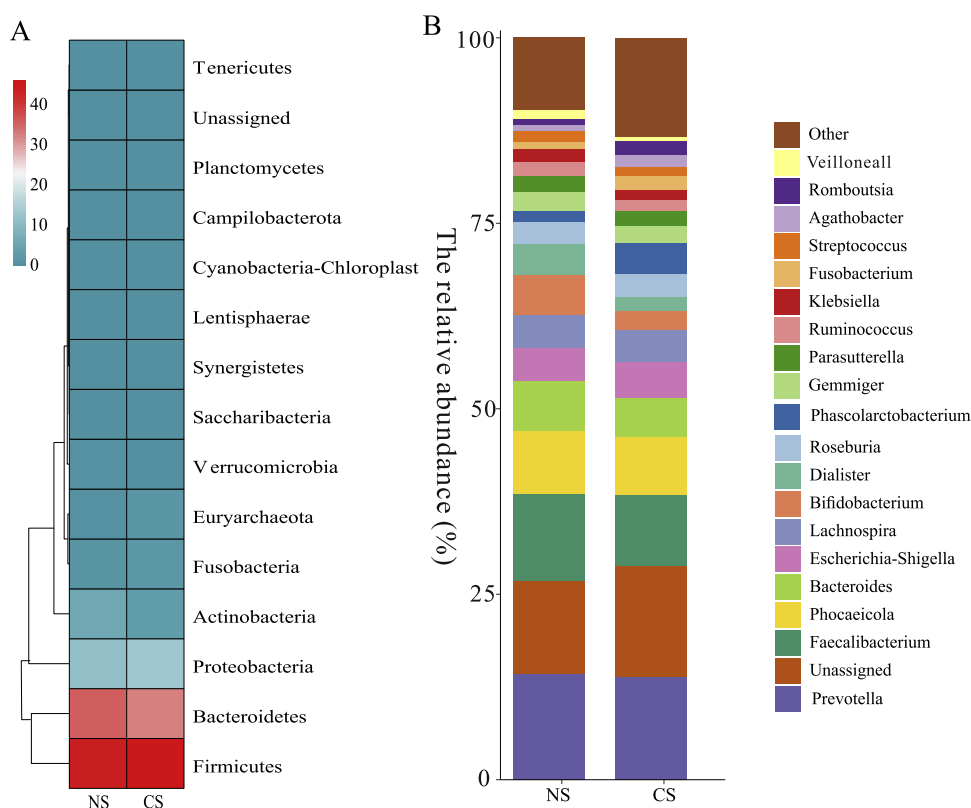 A
40
30
20
10
0
Tenericutes
Unassigned
Planctomycetes
Campilobacterota
Cyanobacteria-Chloroplast
Lentisphaerae
Synergistetes
Saccharibacteria
Verrucomicrobia
Euryarchaeota
Fusobacteria
Actinobacteria
Proteobacteria
Bacteroidetes
Firmicutes
NS CS
B
The relative abundance (%)
100
75
50
25
0
NS CS
Other
Veilloneall
Romboutsia
Agathobacter
Streptococcus
Fusobacterium
Klebsiella
Ruminococcus
Parasutterella
Gemmiger
Phascolarctobacterium
Roseburia
Dialister
Bifidobacterium
Lachnospira
Escherichia-Shigella
Bacteroides
Phocaeicola
Faecalibacterium
Unassigned
Prevotella